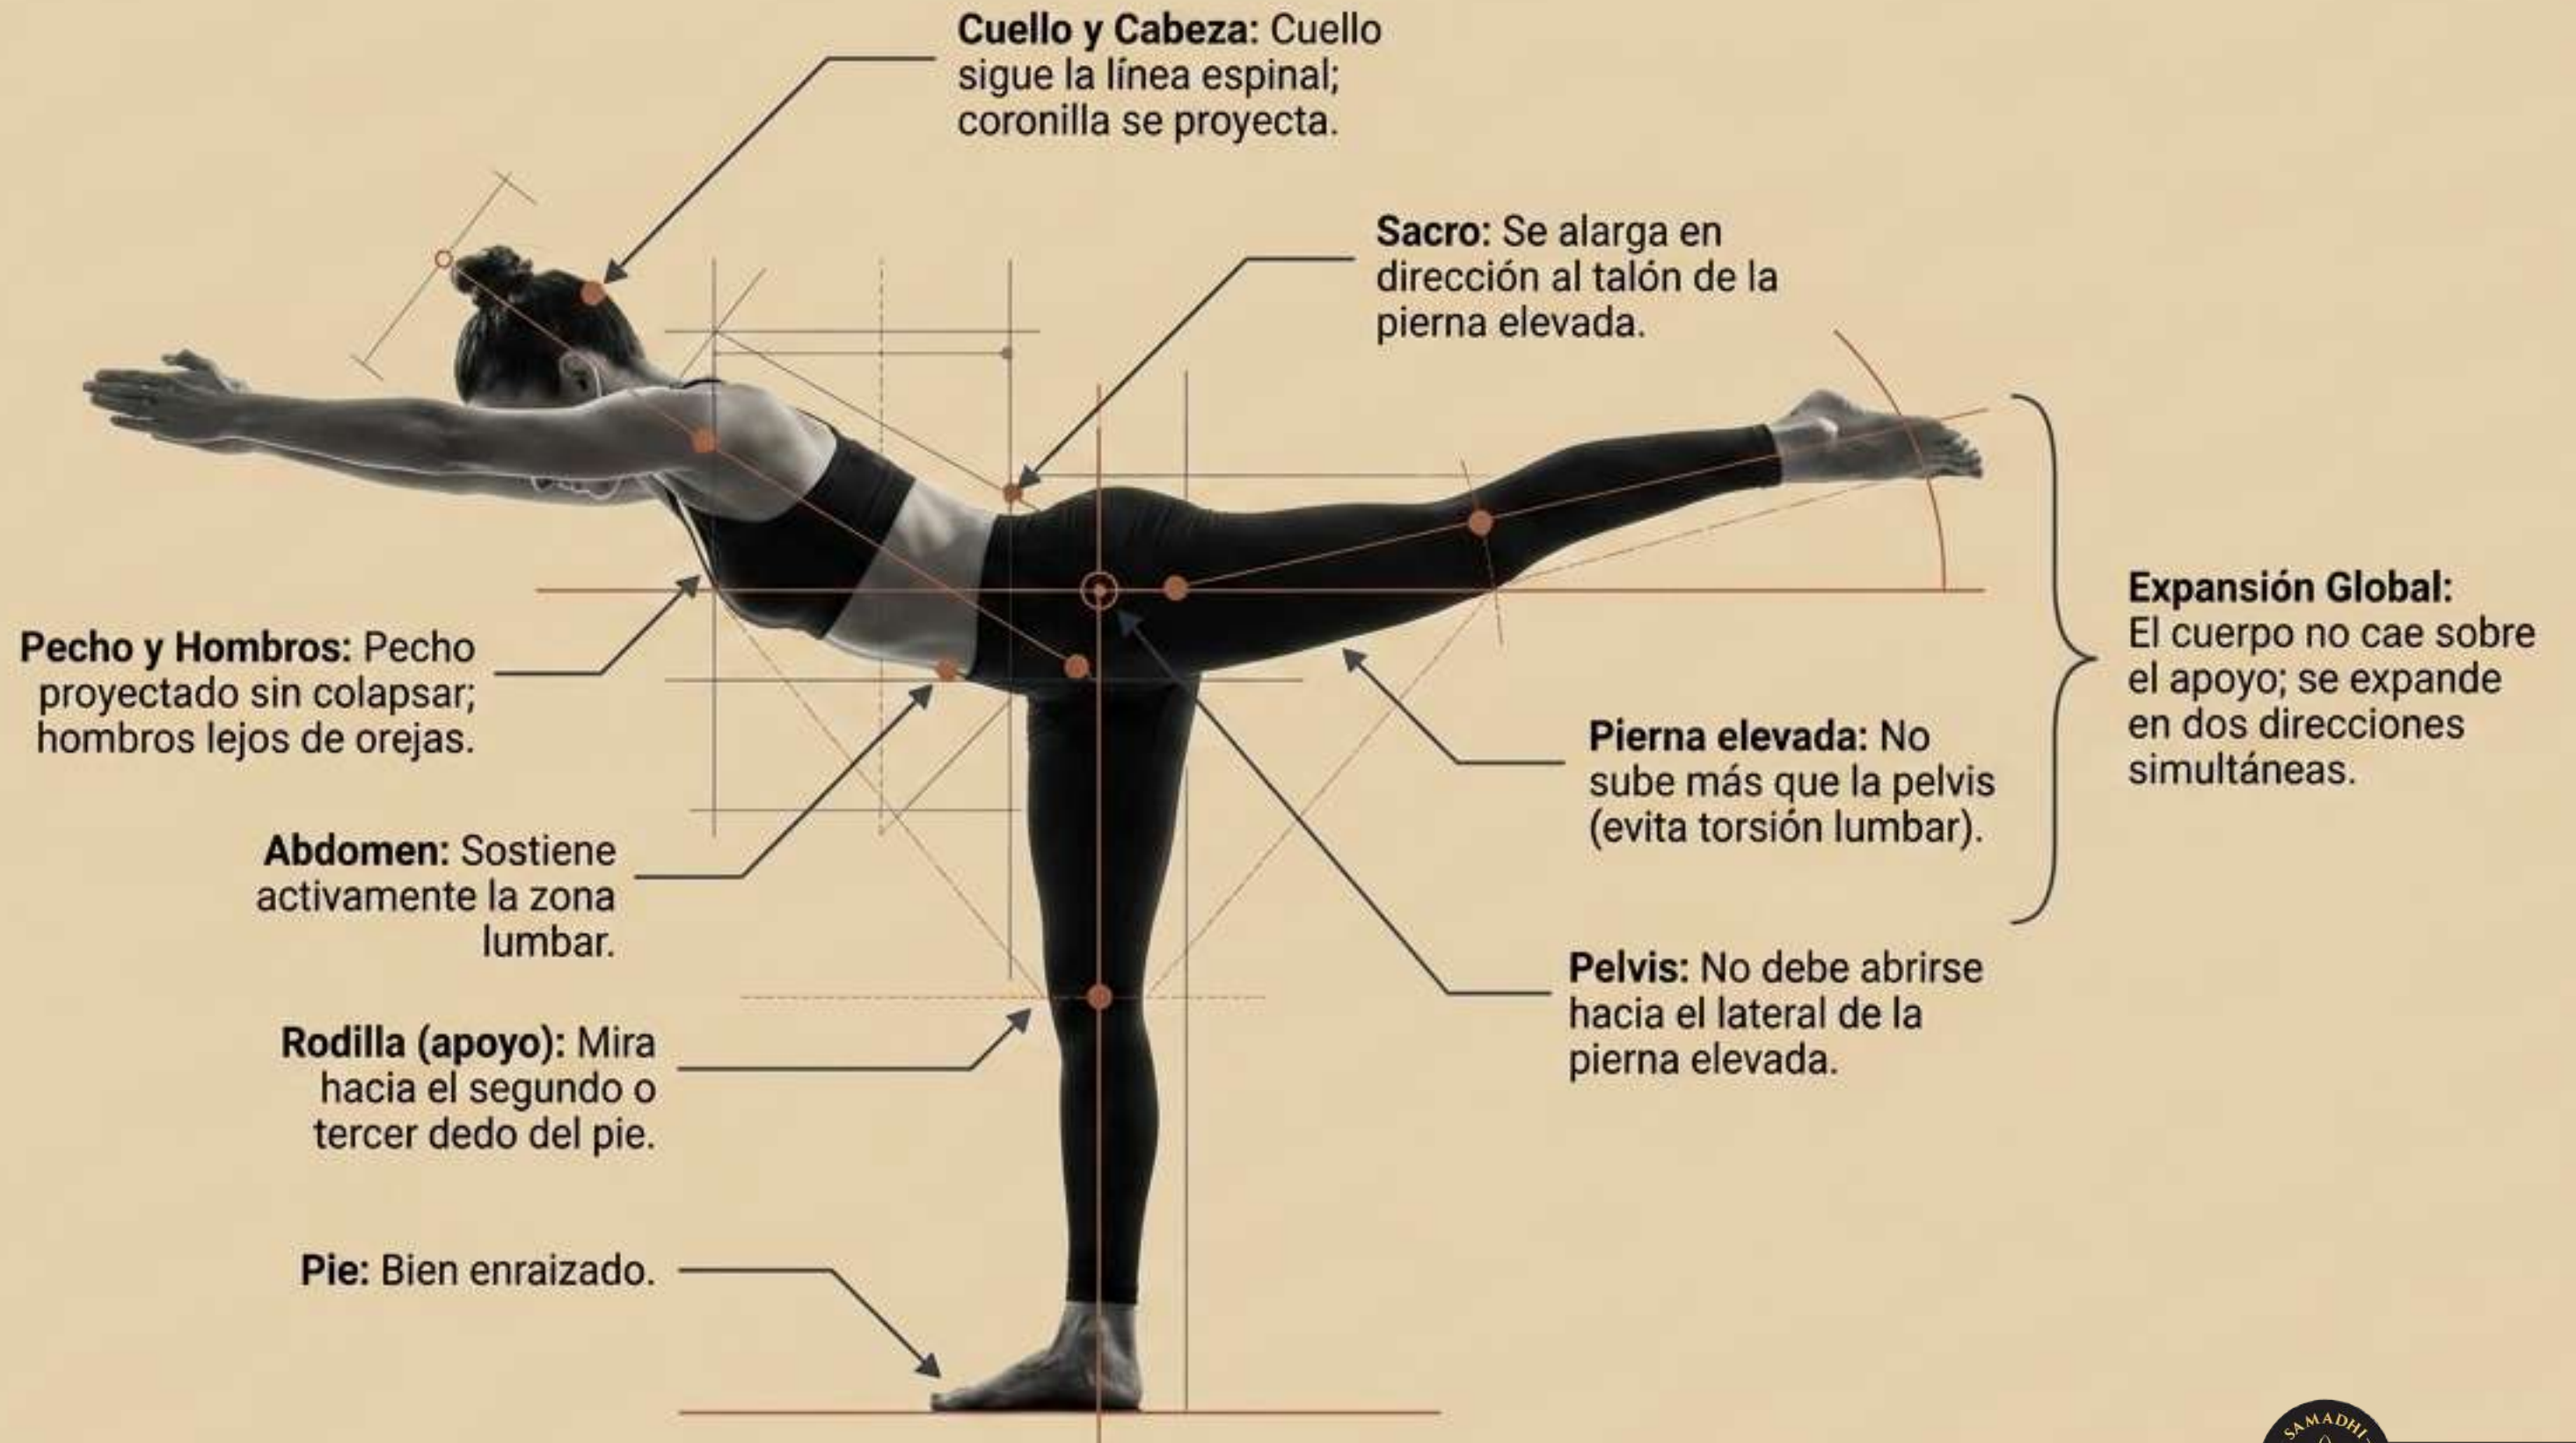 Cuello y Cabeza: Cuello
sigue la línea espinal;
coronilla se proyecta.
Sacro: Se alarga en
dirección al talón de la
pierna elevada.
Pecho y Hombros: Pecho
proyectado sin colapsar;
hombros lejos de orejas.
Expansión Global:
El cuerpo no cae sobre
el apoyo; se expande
en dos direcciones
simultáneas.
Pierna elevada: No
sube más que la pelvis
(evita torsión lumbar).
Abdomen: Sostiene
activamente la zona
lumbar.
Pelvis: No debe abrirse
hacia el lateral de la
pierna elevada.
Rodilla (apoyo): Mira
hacia el segundo o
tercer dedo del pie.
Pie: Bien enraizado.
SAMADHI